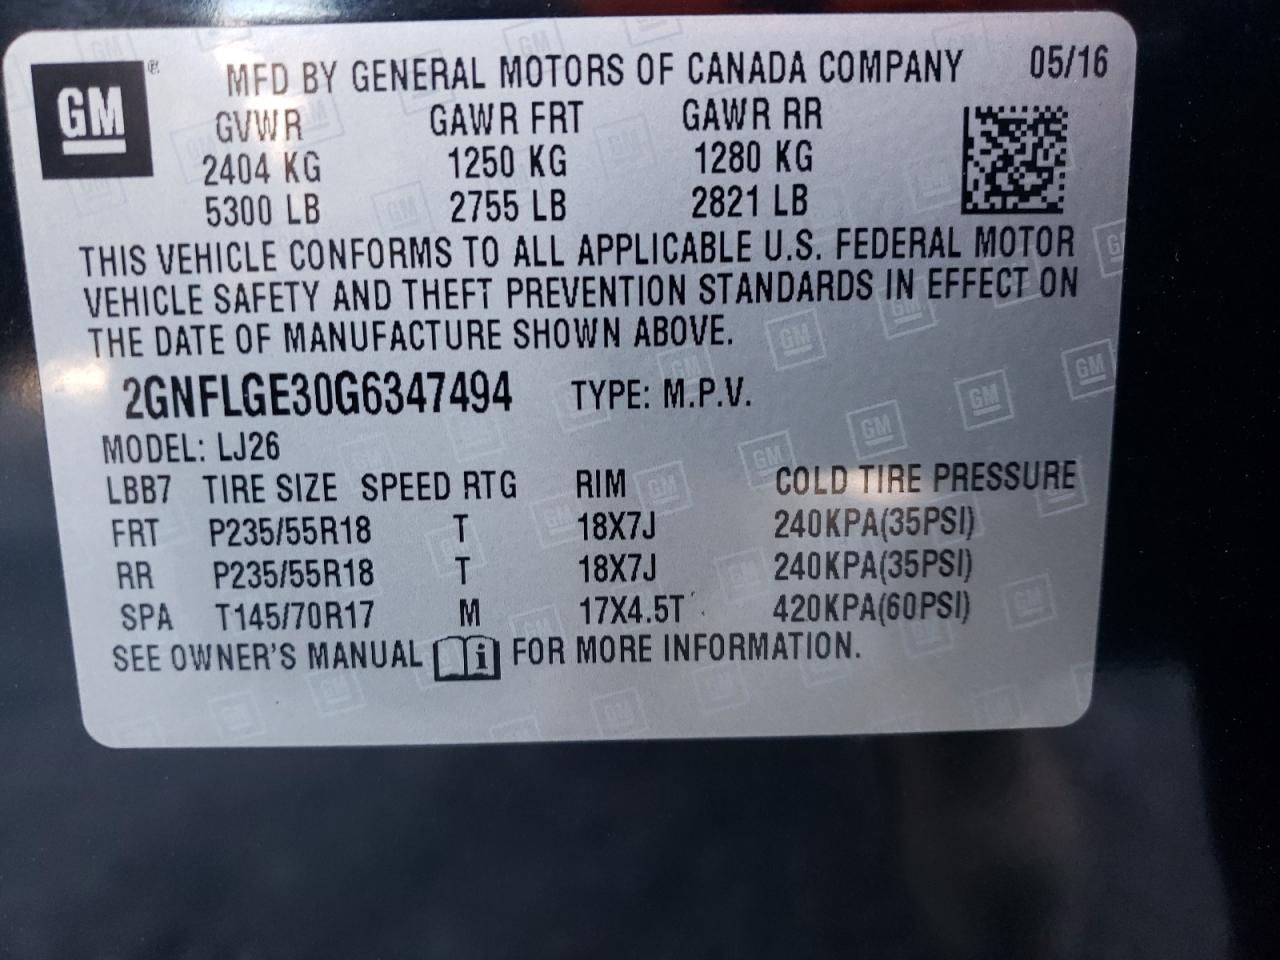 GM ® MFD BY GENERAL MOTORS OF CANADA COMPANY 05/16
GVWR GAWR FRT GAWR RR
2404 KG 1250 KG 1280 KG
5300 LB 2755 LB 2821 LB
THIS VEHICLE CONFORMS TO ALL APPLICABLE U.S. FEDERAL MOTOR
VEHICLE SAFETY AND THEFT PREVENTION STANDARDS IN EFFECT ON
THE DATE OF MANUFACTURE SHOWN ABOVE.
2GNFLGE30G6347494 TYPE: M.P.V.
MODEL: LJ26
LBB7 TIRE SIZE SPEED RTG RIM COLD TIRE PRESSURE
FRT P235/55R18 T 18X7J 240KPA(35PSI)
RR P235/55R18 T 18X7J 240KPA(35PSI)
SPA T145/70R17 M 17X4.5T 420KPA(60PSI)
SEE OWNER'S MANUAL i FOR MORE INFORMATION.